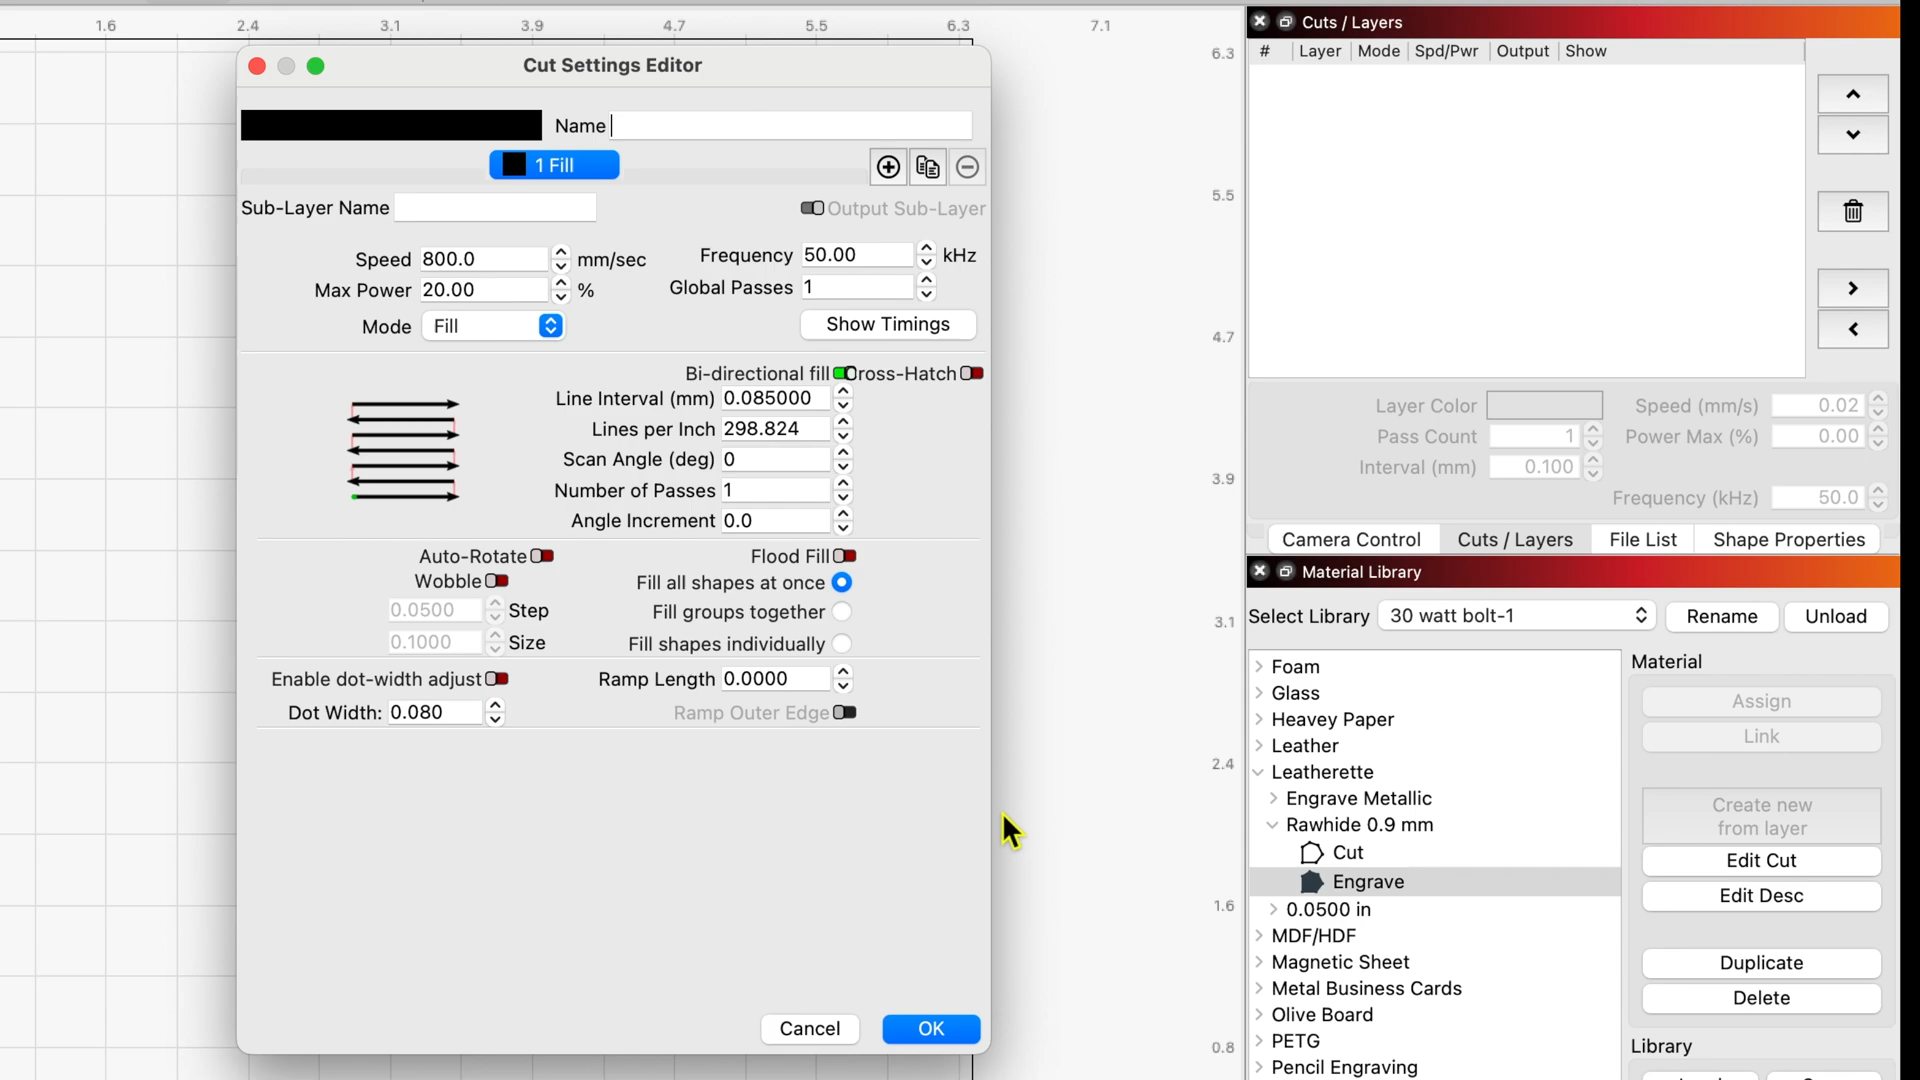 1.6 2.4 3.1 3.9 4.7 5.5 6.3 7.1
6.3
5.5
4.7
3.9
3.1
2.4
1.6
0.8
Cut Settings Editor
Name
1 Fill
Sub-Layer Name
Output Sub-Layer
Speed 800.0 mm/sec
Frequency 50.00 kHz
Max Power 20.00 %
Global Passes 1
Mode Fill
Show Timings
Bi-directional fill
Cross-Hatch
Line Interval (mm) 0.085000
Lines per Inch 298.824
Scan Angle (deg) 0
Number of Passes 1
Angle Increment 0.0
Auto-Rotate
Flood Fill
Wobble
Fill all shapes at once
0.0500 Step
Fill groups together
0.1000 Size
Fill shapes individually
Enable dot-width adjust
Ramp Length 0.0000
Dot Width: 0.080
Ramp Outer Edge
Cancel
OK
Cuts / Layers
# Layer Mode Spd/Pwr Output Show
Layer Color
Speed (mm/s) 0.02
Pass Count 1
Power Max (%) 0.00
Interval (mm) 0.100
Frequency (kHz) 50.0
Camera Control Cuts / Layers File List Shape Properties
Material Library
Select Library 30 watt bolt-1 Rename Unload
Foam
Glass
Heavey Paper
Leather
Leatherette
Engrave Metallic
Rawhide 0.9 mm
Cut
Engrave
0.0500 in
MDF/HDF
Magnetic Sheet
Metal Business Cards
Olive Board
PETG
Pencil Engraving
Material
Assign
Link
Create new
from layer
Edit Cut
Edit Desc
Duplicate
Delete
Library